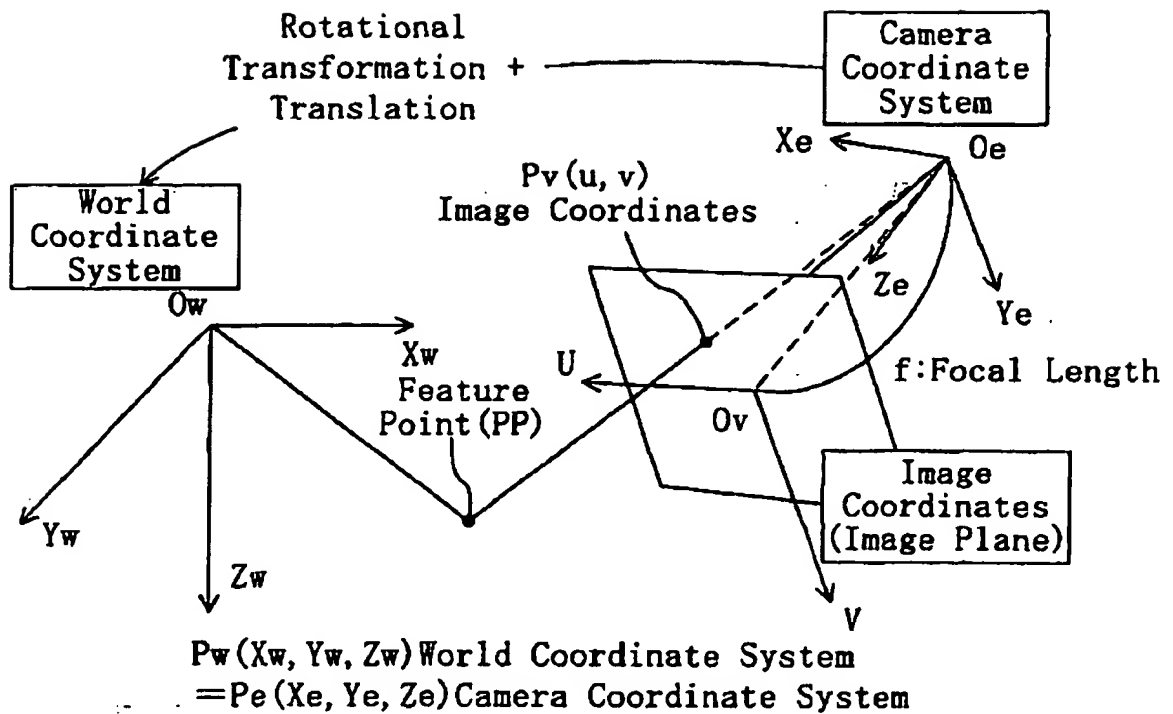 Rotational
Transformation +
Translation
Camera
Coordinate
System
Xe
Oe
Pv(u, v)
Image Coordinates
World
Coordinate
System
Ow
Ze
Ye
Xw
U
f:Focal Length
Feature
Point(PP)
Ov
Image
Coordinates
(Image Plane)
Yw
Zw
V
Pw(Xw, Yw, Zw)World Coordinate System
=Pe(Xe, Ye, Ze)Camera Coordinate System